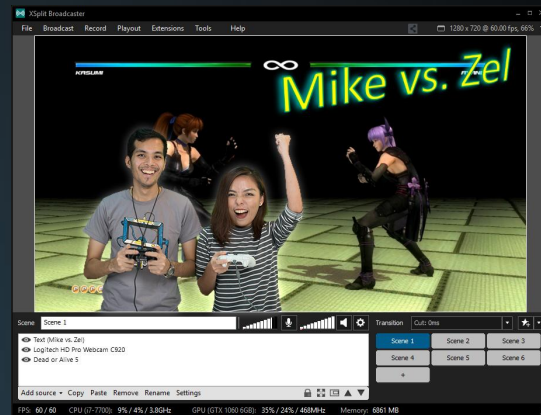 XSplit Broadcaster
File Broadcast Record Playout Extensions Tools Help
1280 x 720 @ 60.00 fps, 66%
KASUMI
Mike vs. Zel
Scene Scene 1
Transition Cut: 0ms
Text (Mike vs. Zel)
Logitech HD Pro Webcam C920
Dead or Alive 5
Scene 1 Scene 2 Scene 3
Scene 4 Scene 5 Scene 6
+
Add source Copy Paste Remove Rename Settings
FPS: 60 / 60 CPU (i7-7700): 9% / 4% / 3.8GHz GPU (GTX 1060 6GB): 35% / 24% / 468MHz Memory: 6861 MB